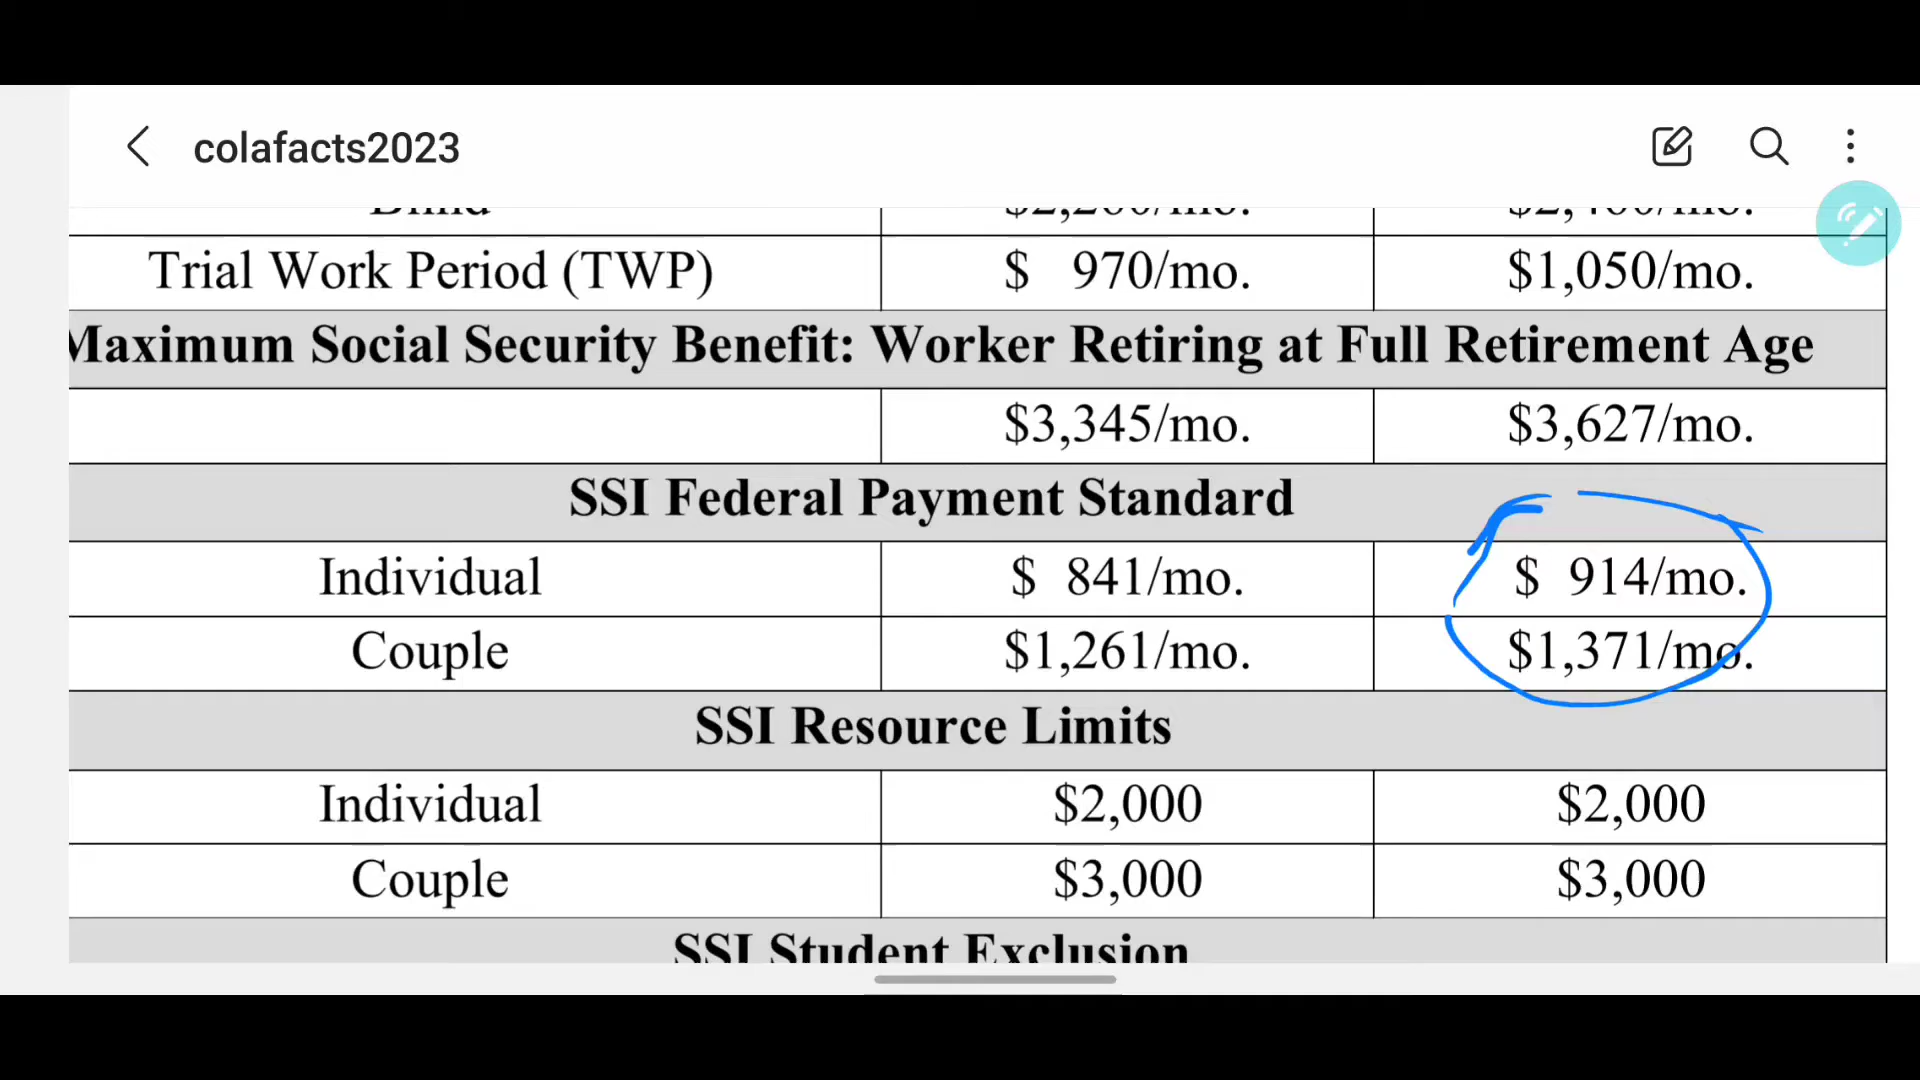 colafacts2023
Trial Work Period (TWP) $ 970/mo. $1,050/mo.
Maximum Social Security Benefit: Worker Retiring at Full Retirement Age
$3,345/mo. $3,627/mo.
SSI Federal Payment Standard
Individual $ 841/mo. $ 914/mo.
Couple $1,261/mo. $1,371/mo.
SSI Resource Limits
Individual $2,000 $2,000
Couple $3,000 $3,000
SSI Student Exclusion